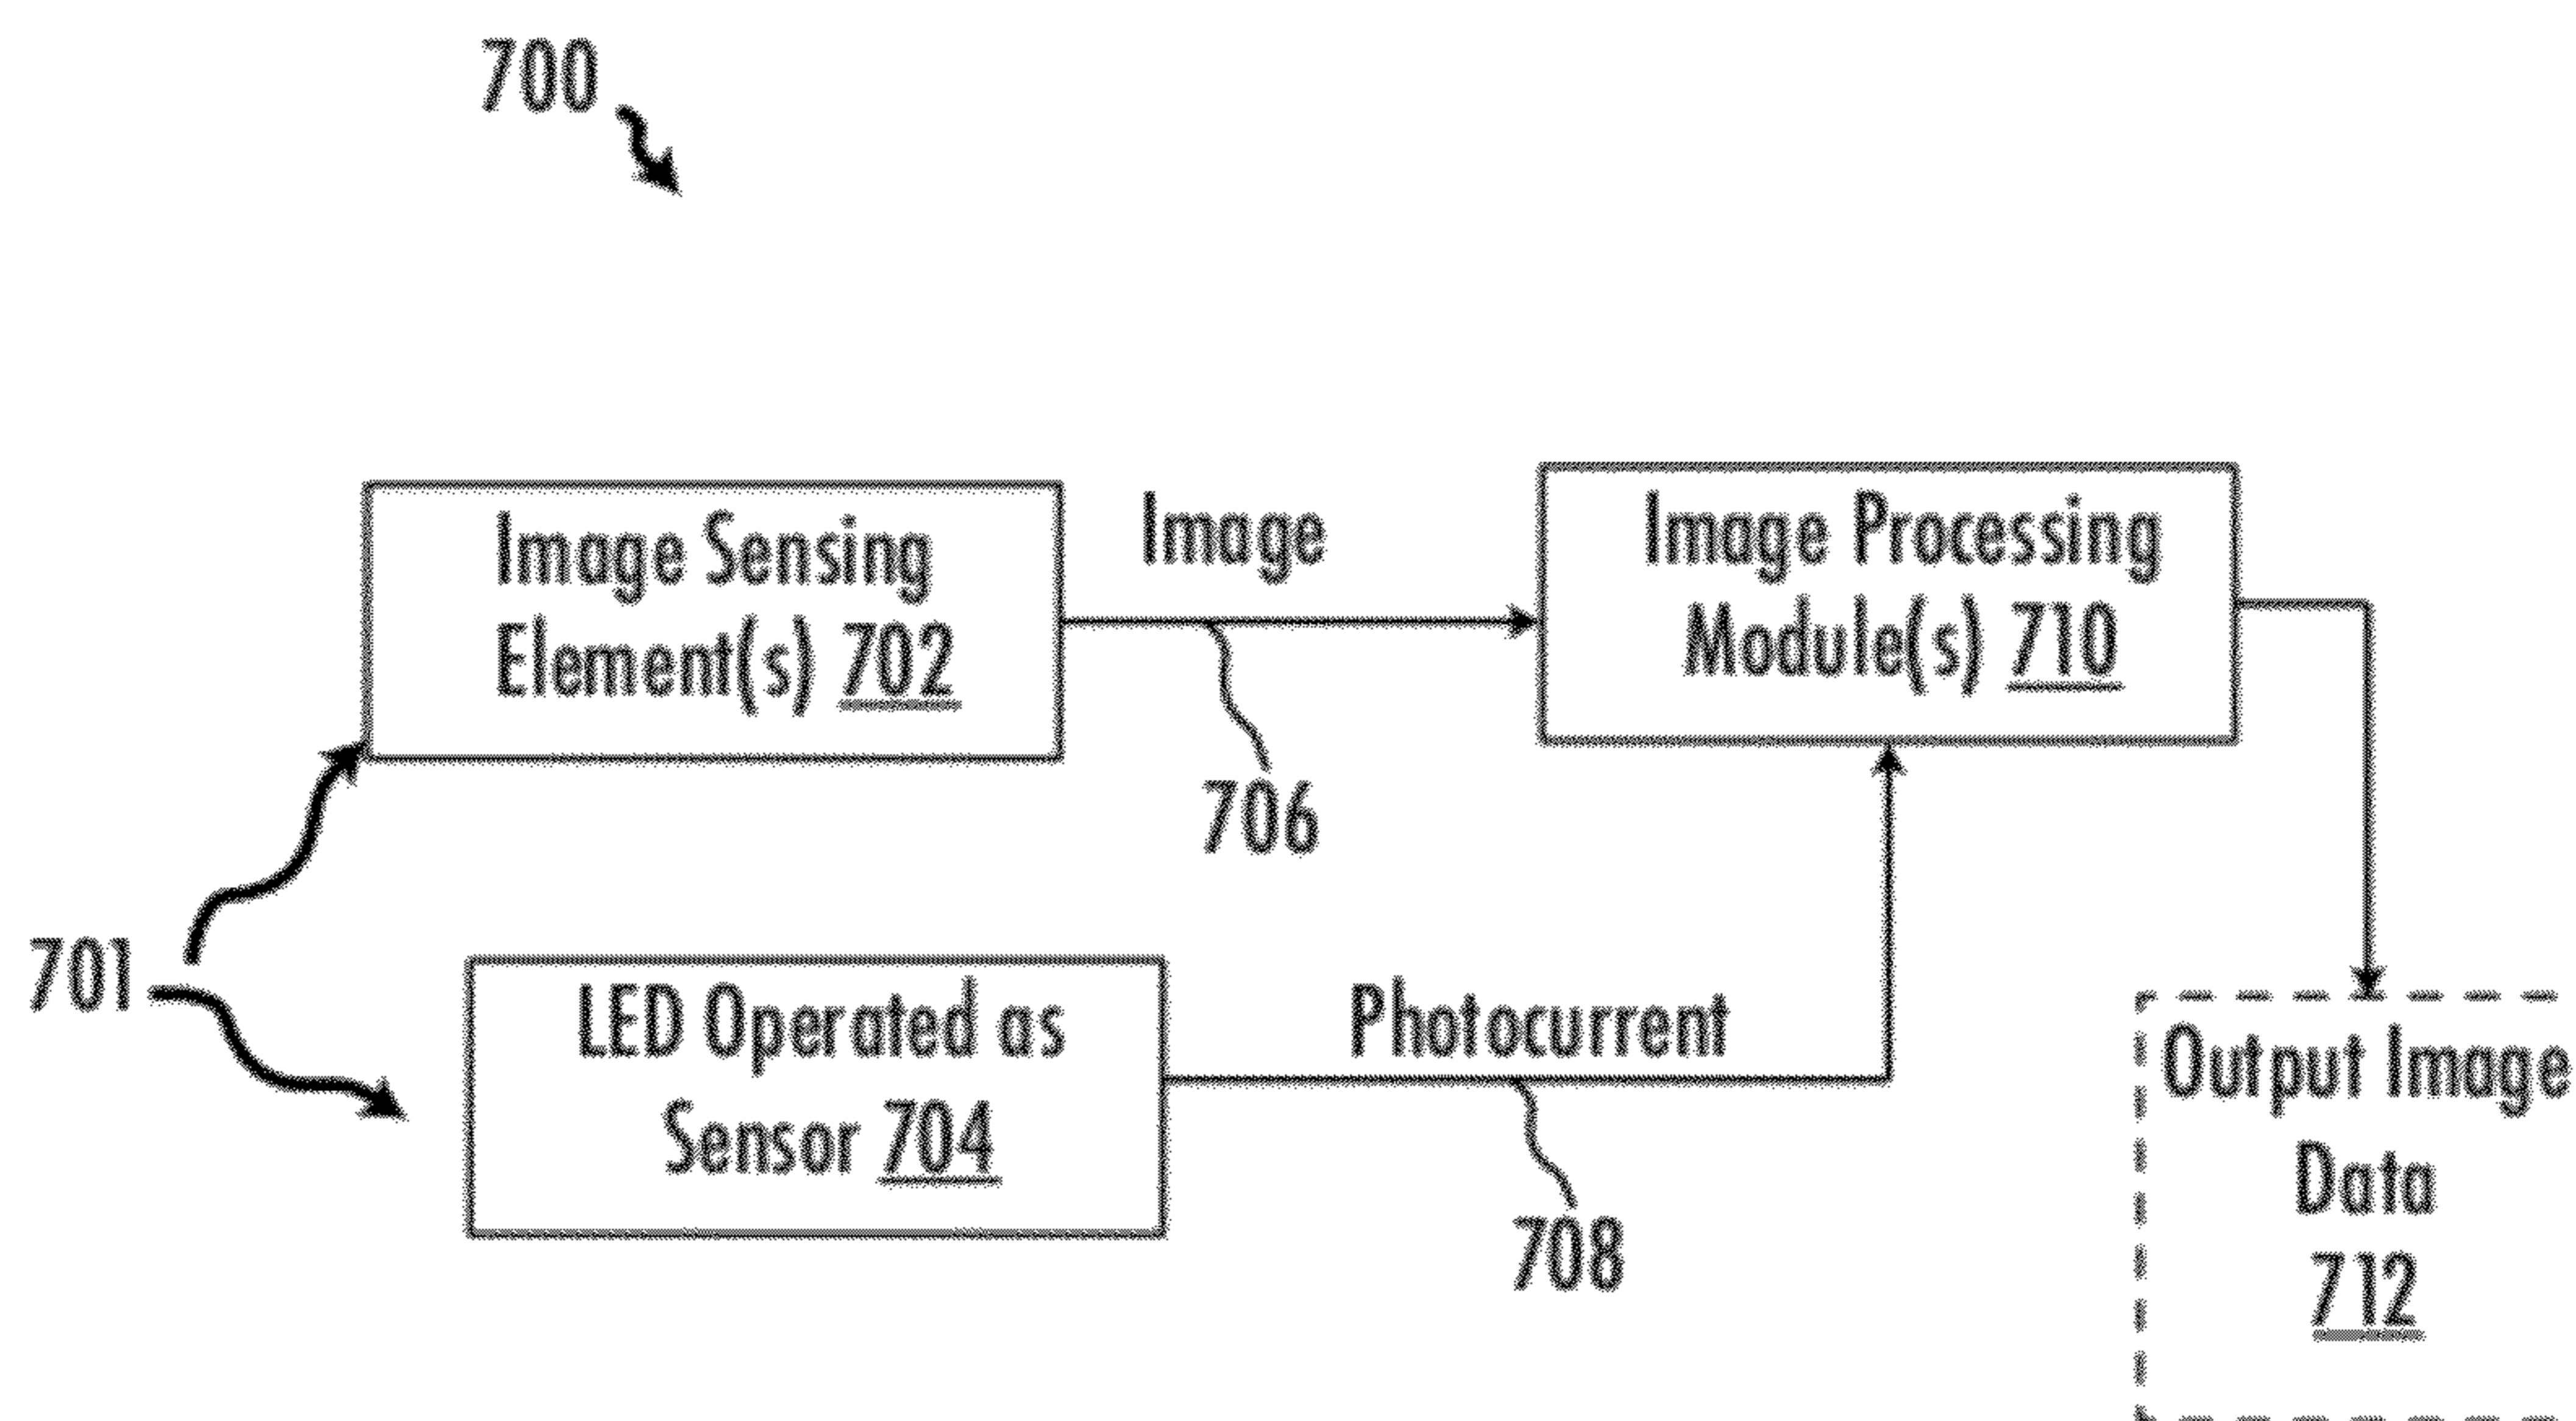 700
Image Sensing
Element(s) 702
Image
706
Image Processing
Module(s) 710
701
LED Operated as
Sensor 704
Photocurrent
708
Output Image
Data
712